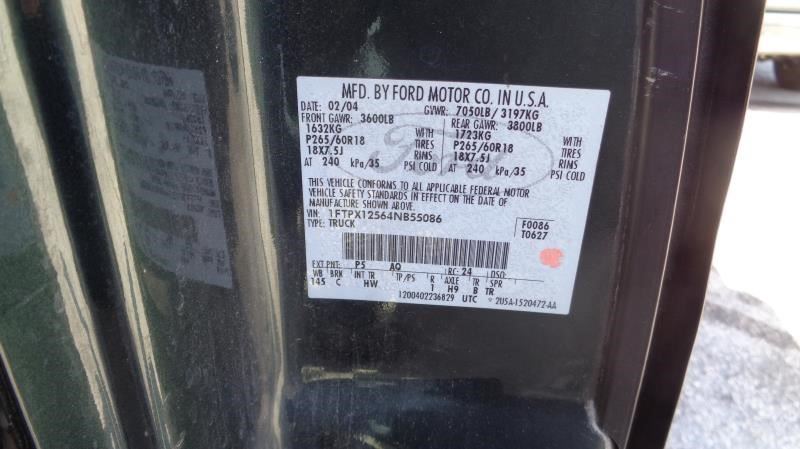 MFD. BY FORD MOTOR CO. IN U.S.A.
DATE: 02/04 GVWR: 7050LB/ 3197KG
FRONT GAWR: 3600LB REAR GAWR: 3800LB
1632KG WITH 1723KG WITH
P265/60R18 TIRES P265/60R18 TIRES
18X7.5J RIMS 18X7.5J RIMS
AT 240 kPa/35 PSI COLD AT 240 kPa/35 PSI COLD
THIS VEHICLE CONFORMS TO ALL APPLICABLE FEDERAL MOTOR
VEHICLE SAFETY STANDARDS IN EFFECT ON THE DATE OF
MANUFACTURE SHOWN ABOVE.
VIN: 1FTPX12564NB55086 F0086
TYPE: TRUCK T0627
EXT PNT: P5 AQ RC: 24 DSO:
WB BRK INT TR TP/PS R AXLE TR SPR
145 C HW 1 H9 B TR
1200402236829 UTC * 2U5A-1520472-AA
Ford